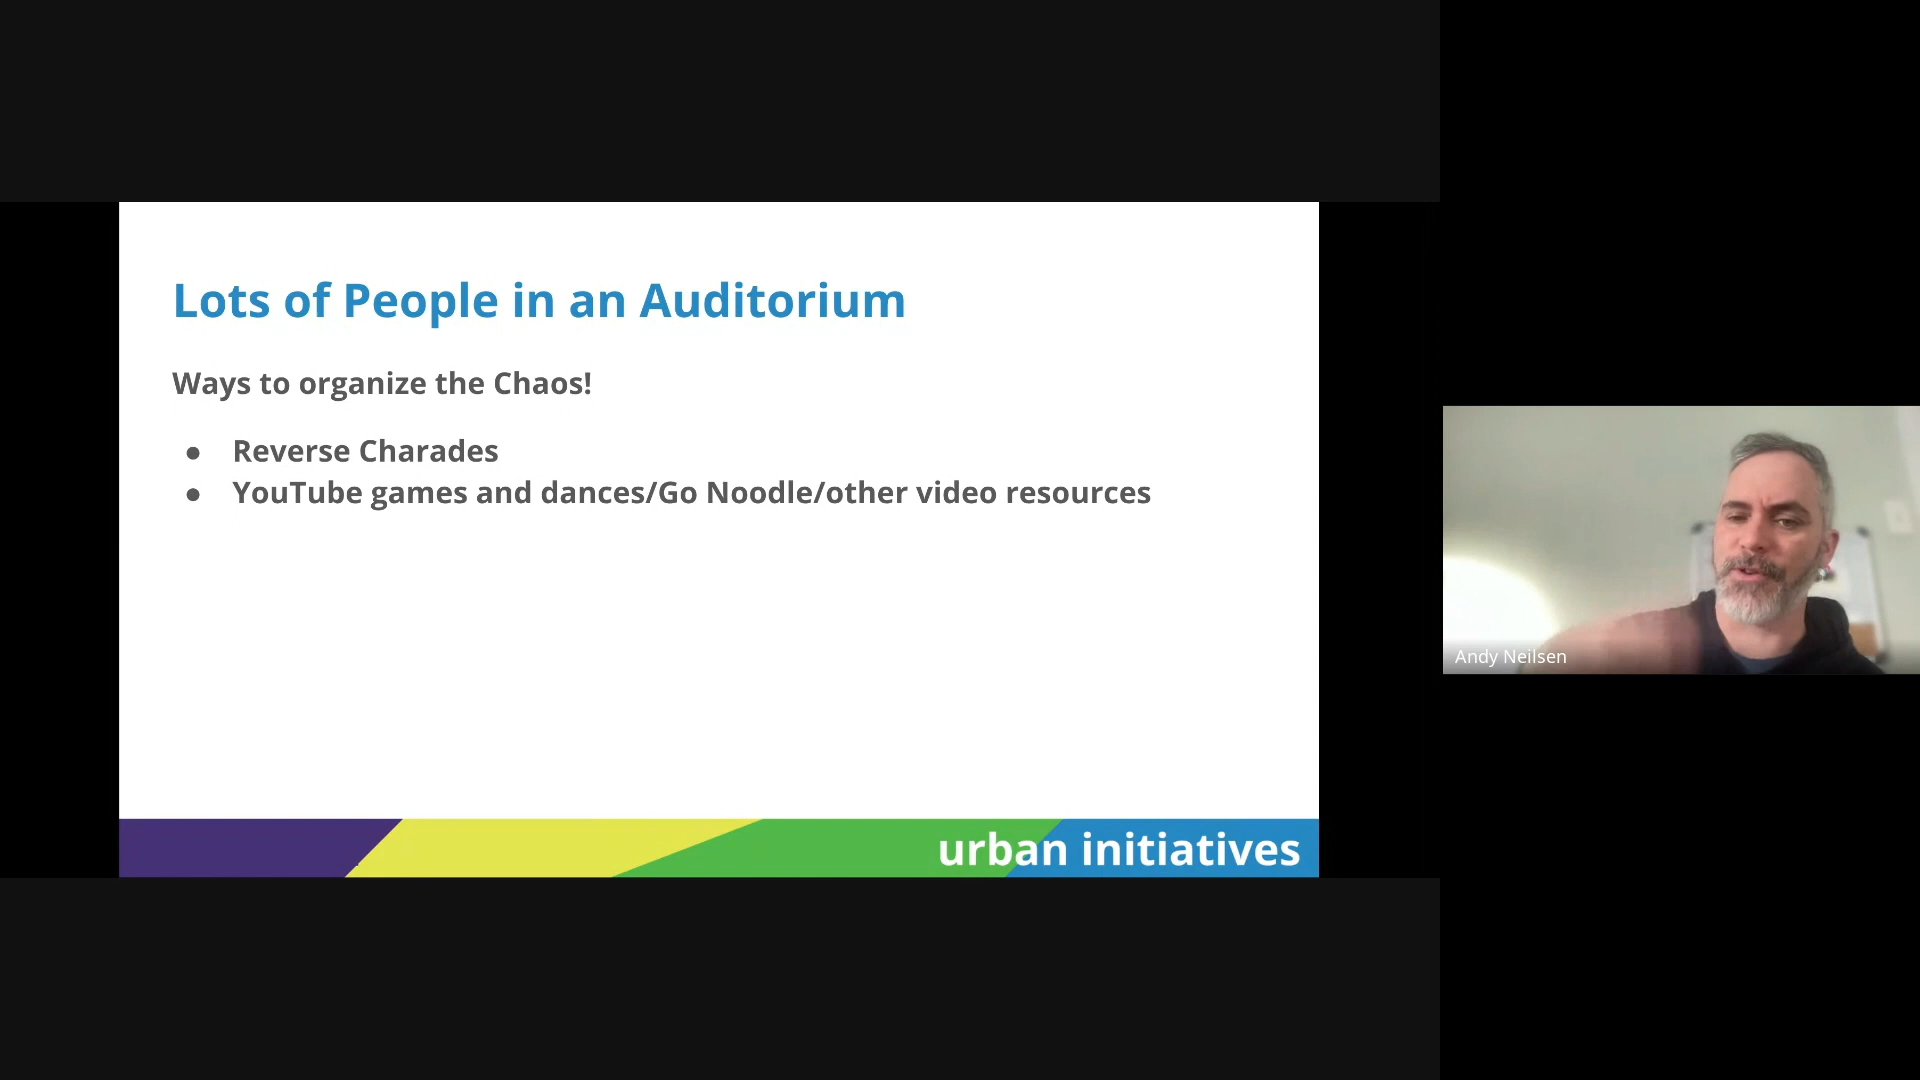 Lots of People in an Auditorium
Ways to organize the Chaos!
● Reverse Charades
● YouTube games and dances/Go Noodle/other video resources
urban initiatives
Andy Neilsen